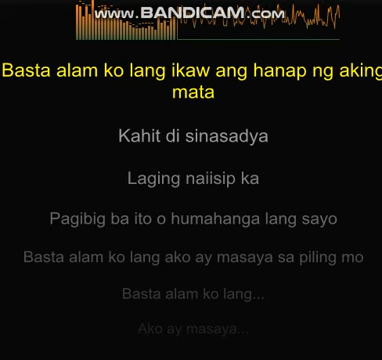 www.BANDICAM.com
Basta alam ko lang ikaw ang hanap ng aking
mata
Kahit di sinasadya
Laging naiisip ka
Pagibig ba ito o humahanga lang sayo
Basta alam ko lang ako ay masaya sa piling mo
Basta alam ko lang...
Ako ay masaya...